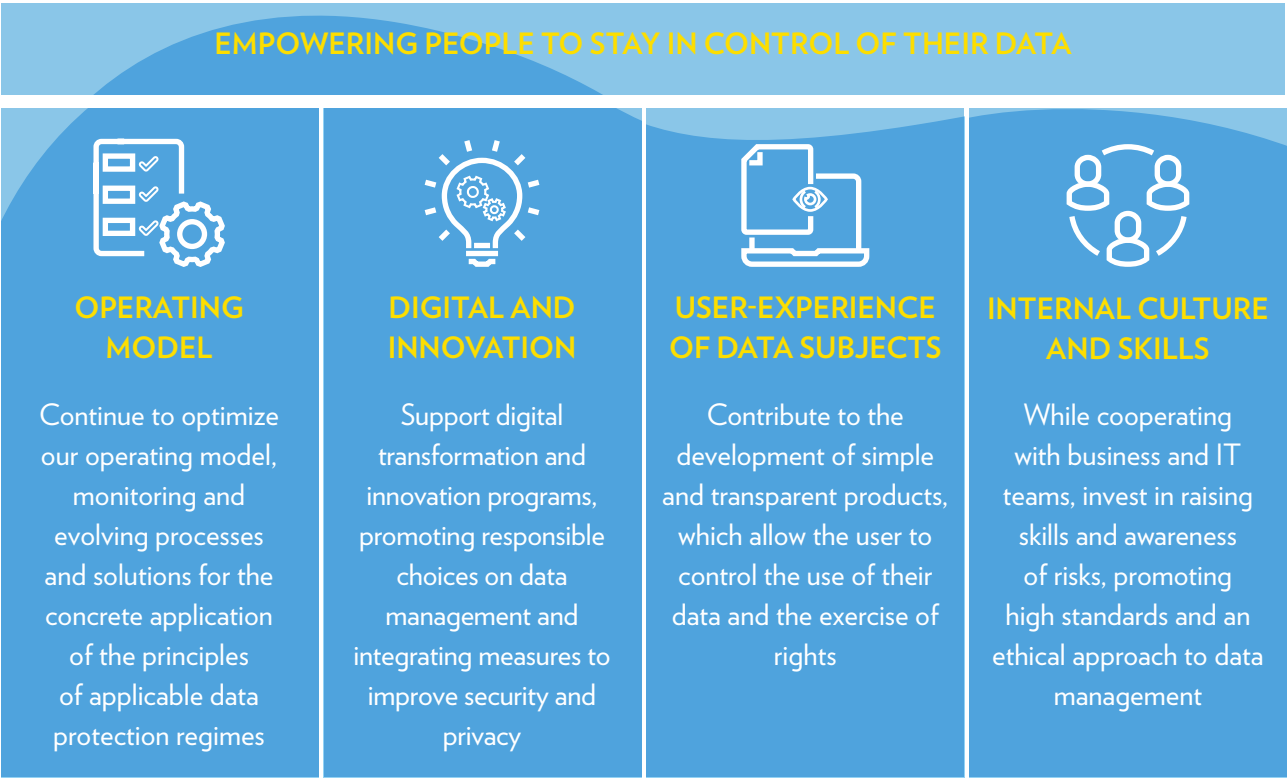 EMPOWERING PEOPLE TO STAY IN CONTROL OF THEIR DATA
OPERATING
MODEL
Continue to optimize
our operating model,
monitoring and
evolving processes
and solutions for the
concrete application
of the principles
of applicable data
protection regimes
DIGITAL AND
INNOVATION
Support digital
transformation and
innovation programs,
promoting responsible
choices on data
management and
integrating measures to
improve security and
privacy
USER-EXPERIENCE
OF DATA SUBJECTS
Contribute to the
development of simple
and transparent products,
which allow the user to
control the use of their
data and the exercise of
rights
INTERNAL CULTURE
AND SKILLS
While cooperating
with business and IT
teams, invest in raising
skills and awareness
of risks, promoting
high standards and an
ethical approach to data
management